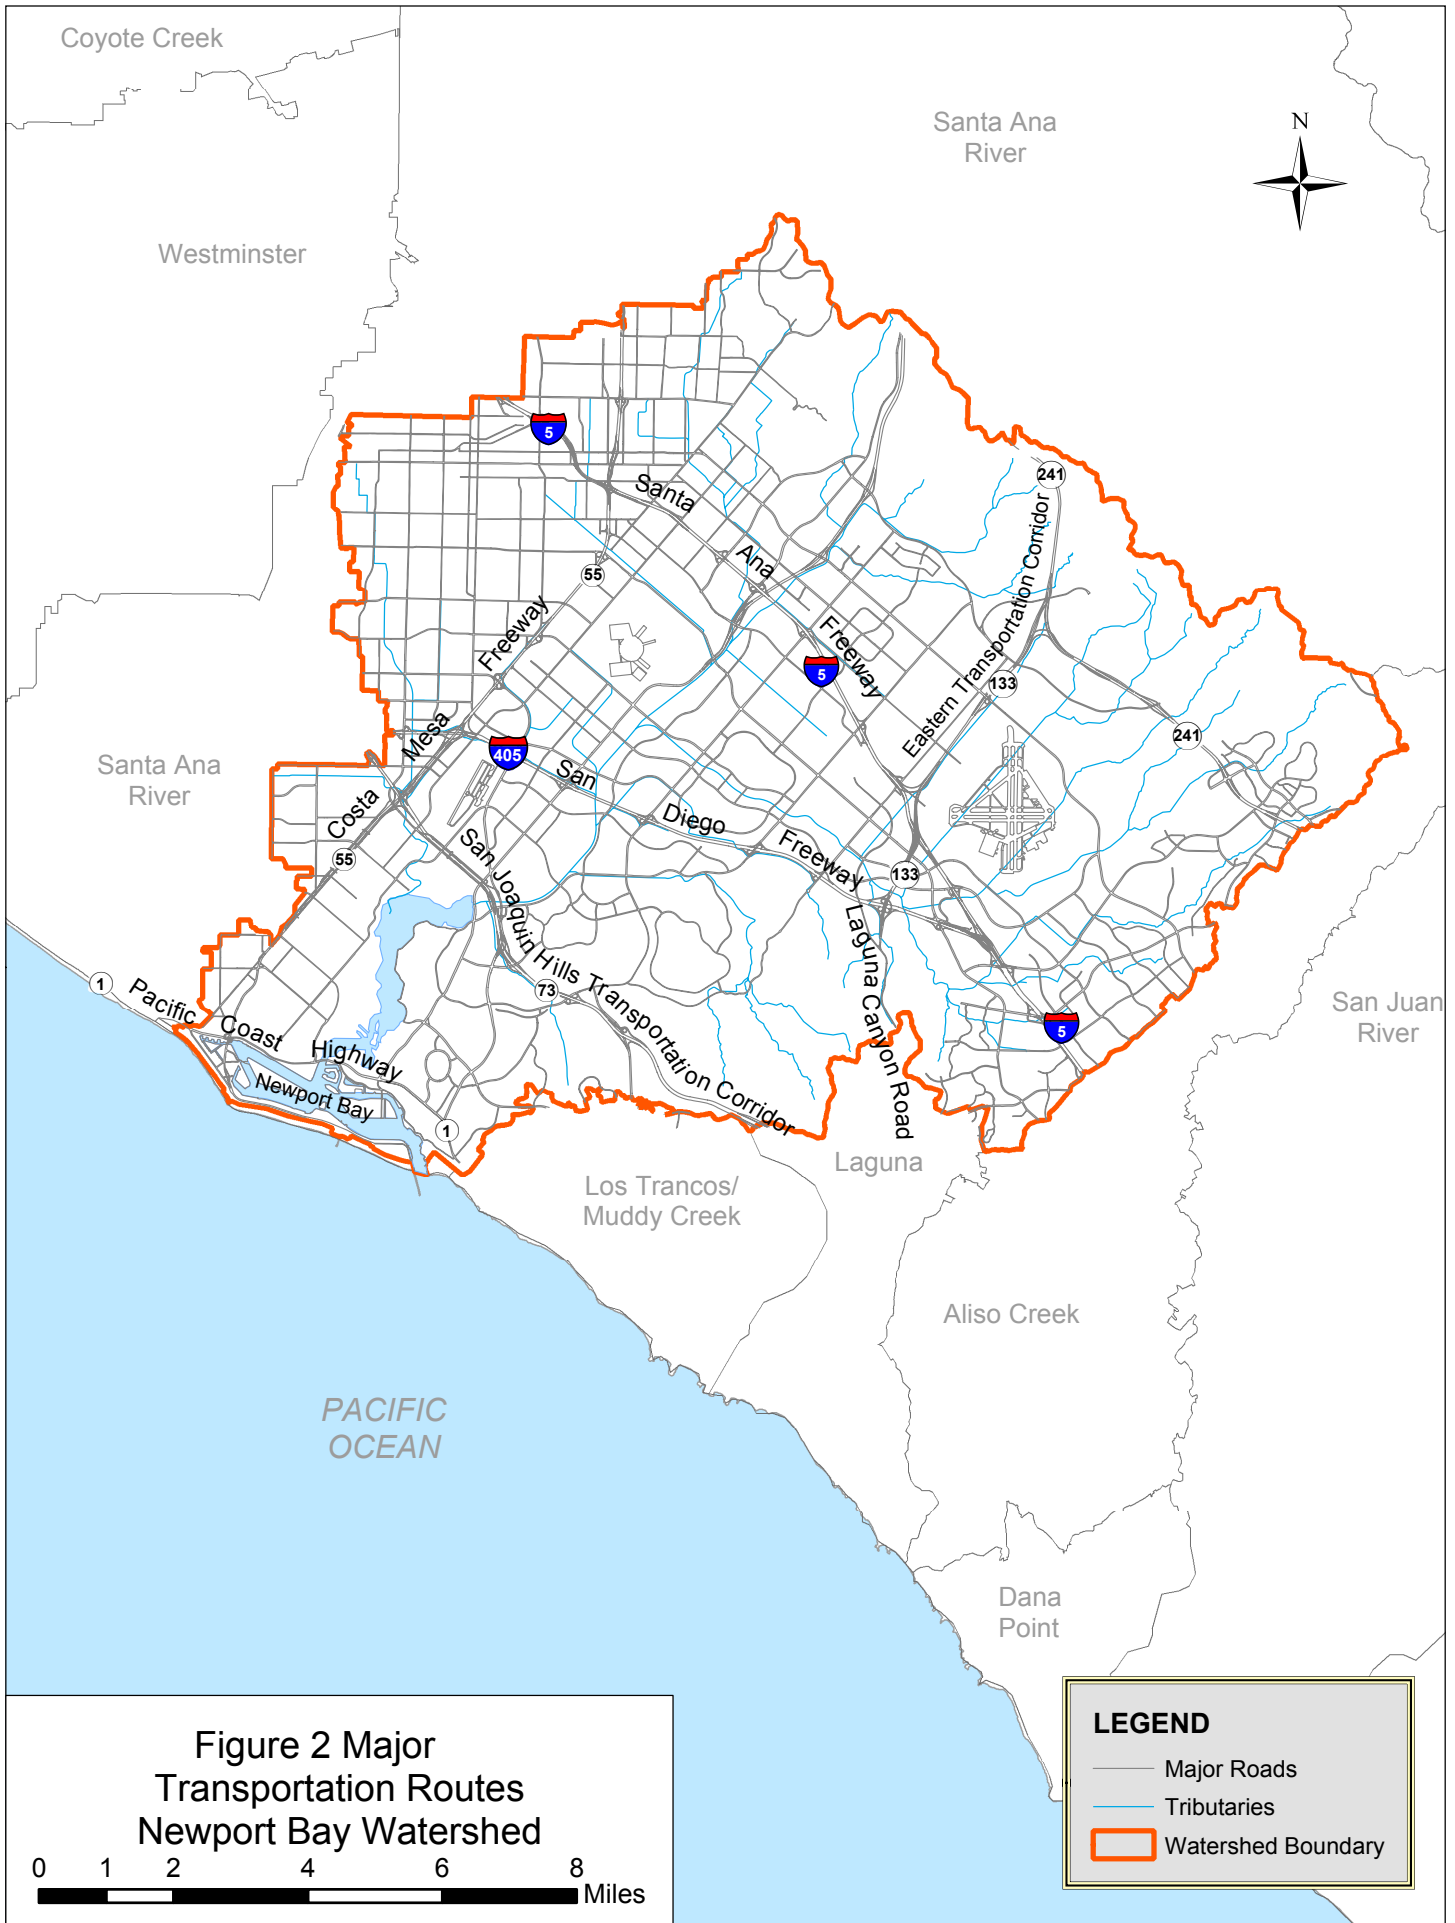 Coyote Creek
Santa Ana
River
N
Westminster
5
241
Santa
Ana
Freeway
55
Freeway
Mesa
Costa
55
5
Eastern Transportation Corridor
133
241
405
San
Diego
Freeway
133
Santa Ana
River
San Joaquin Hills Transportation Corridor
73
Laguna Canyon Road
5
San Juan
River
1
Pacific
Coast
Highway
Newport Bay
1
Laguna
Los Trancos/
Muddy Creek
Aliso Creek
PACIFIC
OCEAN
Dana
Point
Figure 2 Major
Transportation Routes
Newport Bay Watershed
0 1 2 4 6 8
Miles
LEGEND
Major Roads
Tributaries
Watershed Boundary